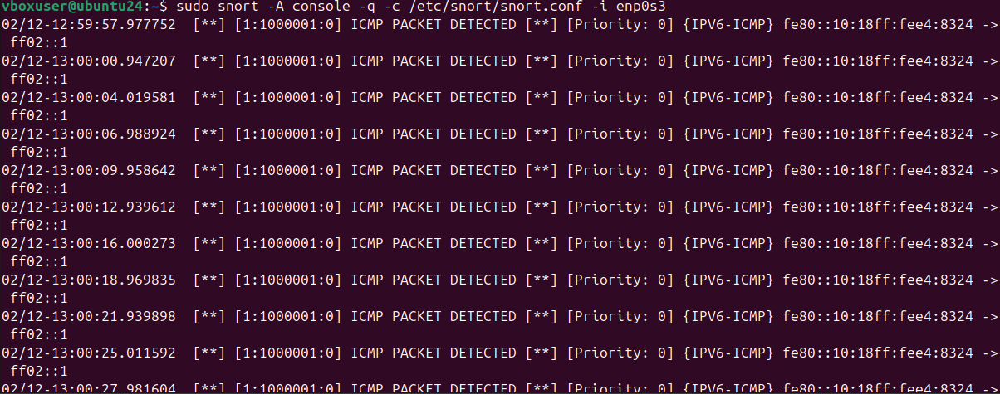 vboxuser@ubuntu24:~$ sudo snort -A console -q -c /etc/snort/snort.conf -i enp0s3
02/12-12:59:57.977752  [**] [1:1000001:0] ICMP PACKET DETECTED [**] [Priority: 0] {IPV6-ICMP} fe80::10:18ff:fee4:8324 ->
 ff02::1
02/12-13:00:00.947207  [**] [1:1000001:0] ICMP PACKET DETECTED [**] [Priority: 0] {IPV6-ICMP} fe80::10:18ff:fee4:8324 ->
 ff02::1
02/12-13:00:04.019581  [**] [1:1000001:0] ICMP PACKET DETECTED [**] [Priority: 0] {IPV6-ICMP} fe80::10:18ff:fee4:8324 ->
 ff02::1
02/12-13:00:06.988924  [**] [1:1000001:0] ICMP PACKET DETECTED [**] [Priority: 0] {IPV6-ICMP} fe80::10:18ff:fee4:8324 ->
 ff02::1
02/12-13:00:09.958642  [**] [1:1000001:0] ICMP PACKET DETECTED [**] [Priority: 0] {IPV6-ICMP} fe80::10:18ff:fee4:8324 ->
 ff02::1
02/12-13:00:12.939612  [**] [1:1000001:0] ICMP PACKET DETECTED [**] [Priority: 0] {IPV6-ICMP} fe80::10:18ff:fee4:8324 ->
 ff02::1
02/12-13:00:16.000273  [**] [1:1000001:0] ICMP PACKET DETECTED [**] [Priority: 0] {IPV6-ICMP} fe80::10:18ff:fee4:8324 ->
 ff02::1
02/12-13:00:18.969835  [**] [1:1000001:0] ICMP PACKET DETECTED [**] [Priority: 0] {IPV6-ICMP} fe80::10:18ff:fee4:8324 ->
 ff02::1
02/12-13:00:21.939898  [**] [1:1000001:0] ICMP PACKET DETECTED [**] [Priority: 0] {IPV6-ICMP} fe80::10:18ff:fee4:8324 ->
 ff02::1
02/12-13:00:25.011592  [**] [1:1000001:0] ICMP PACKET DETECTED [**] [Priority: 0] {IPV6-ICMP} fe80::10:18ff:fee4:8324 ->
 ff02::1
02/12-13:00:27.981604  [**] [1:1000001:0] ICMP PACKET DETECTED [**] [Priority: 0] {IPV6-ICMP} fe80::10:18ff:fee4:8324 ->